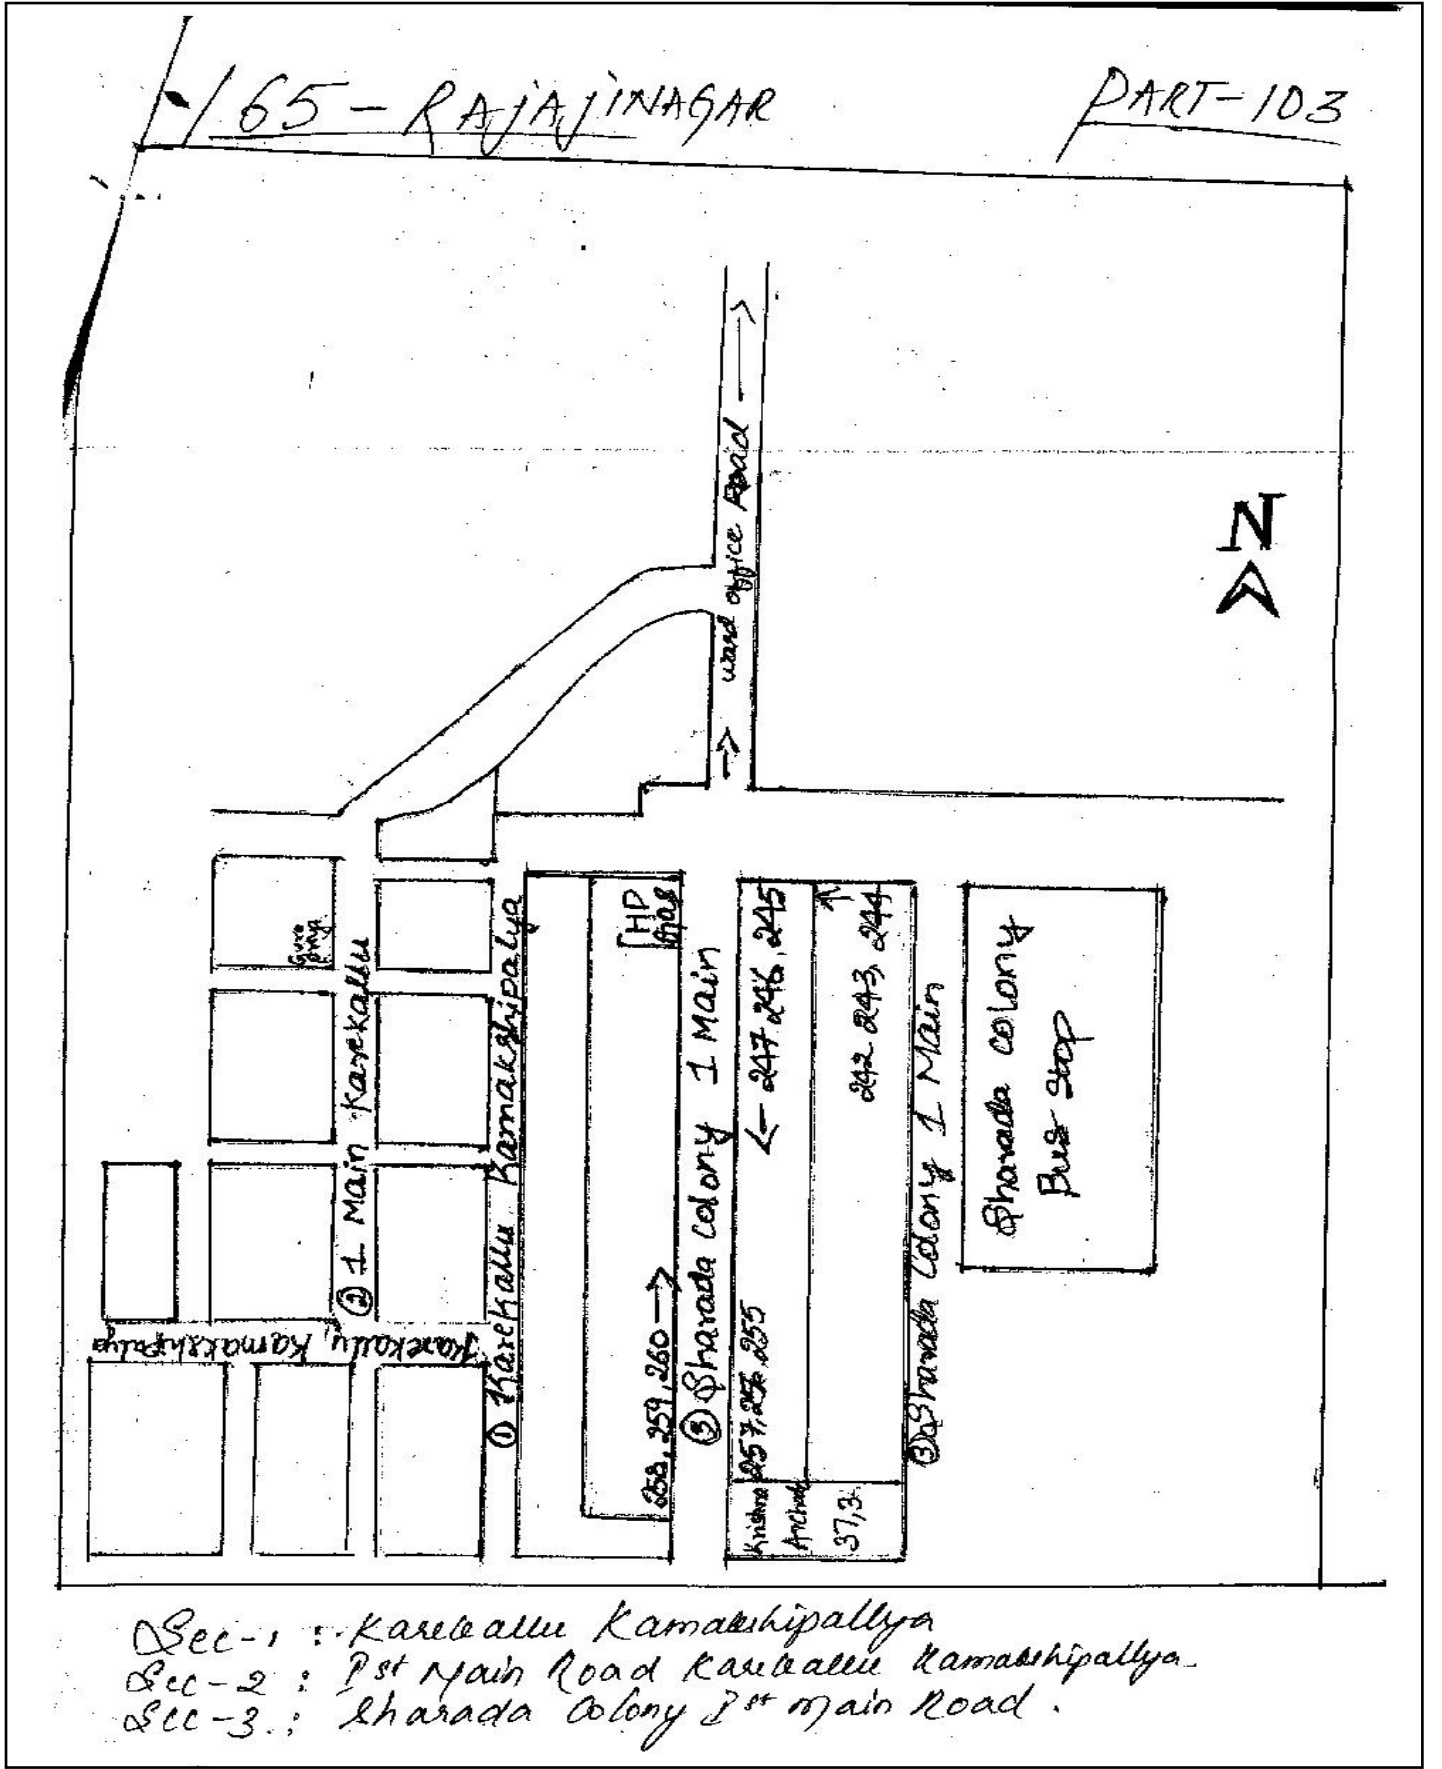 165-RAJAJINAGAR
PART-103
ward office Road
N
1 Main Karekallu
② 1 Main Karekallu
Karekallu, Kamakshipalya
① Karekallu Kamakshipalya
HP
258, 259, 260
③ Sharada colony 1 Main
247 246, 245
257, 256, 255
242 243, 244
Krishna
37,3
③ Sharada Colony 1 Main
Sharada colony
Bus Stop
Sec-1 : Karekallu Kamakshipallya
Sec-2 : Ist Main Road Karekallu Kamakshipallya.
Sec-3 : Sharada Colony Ist Main Road.